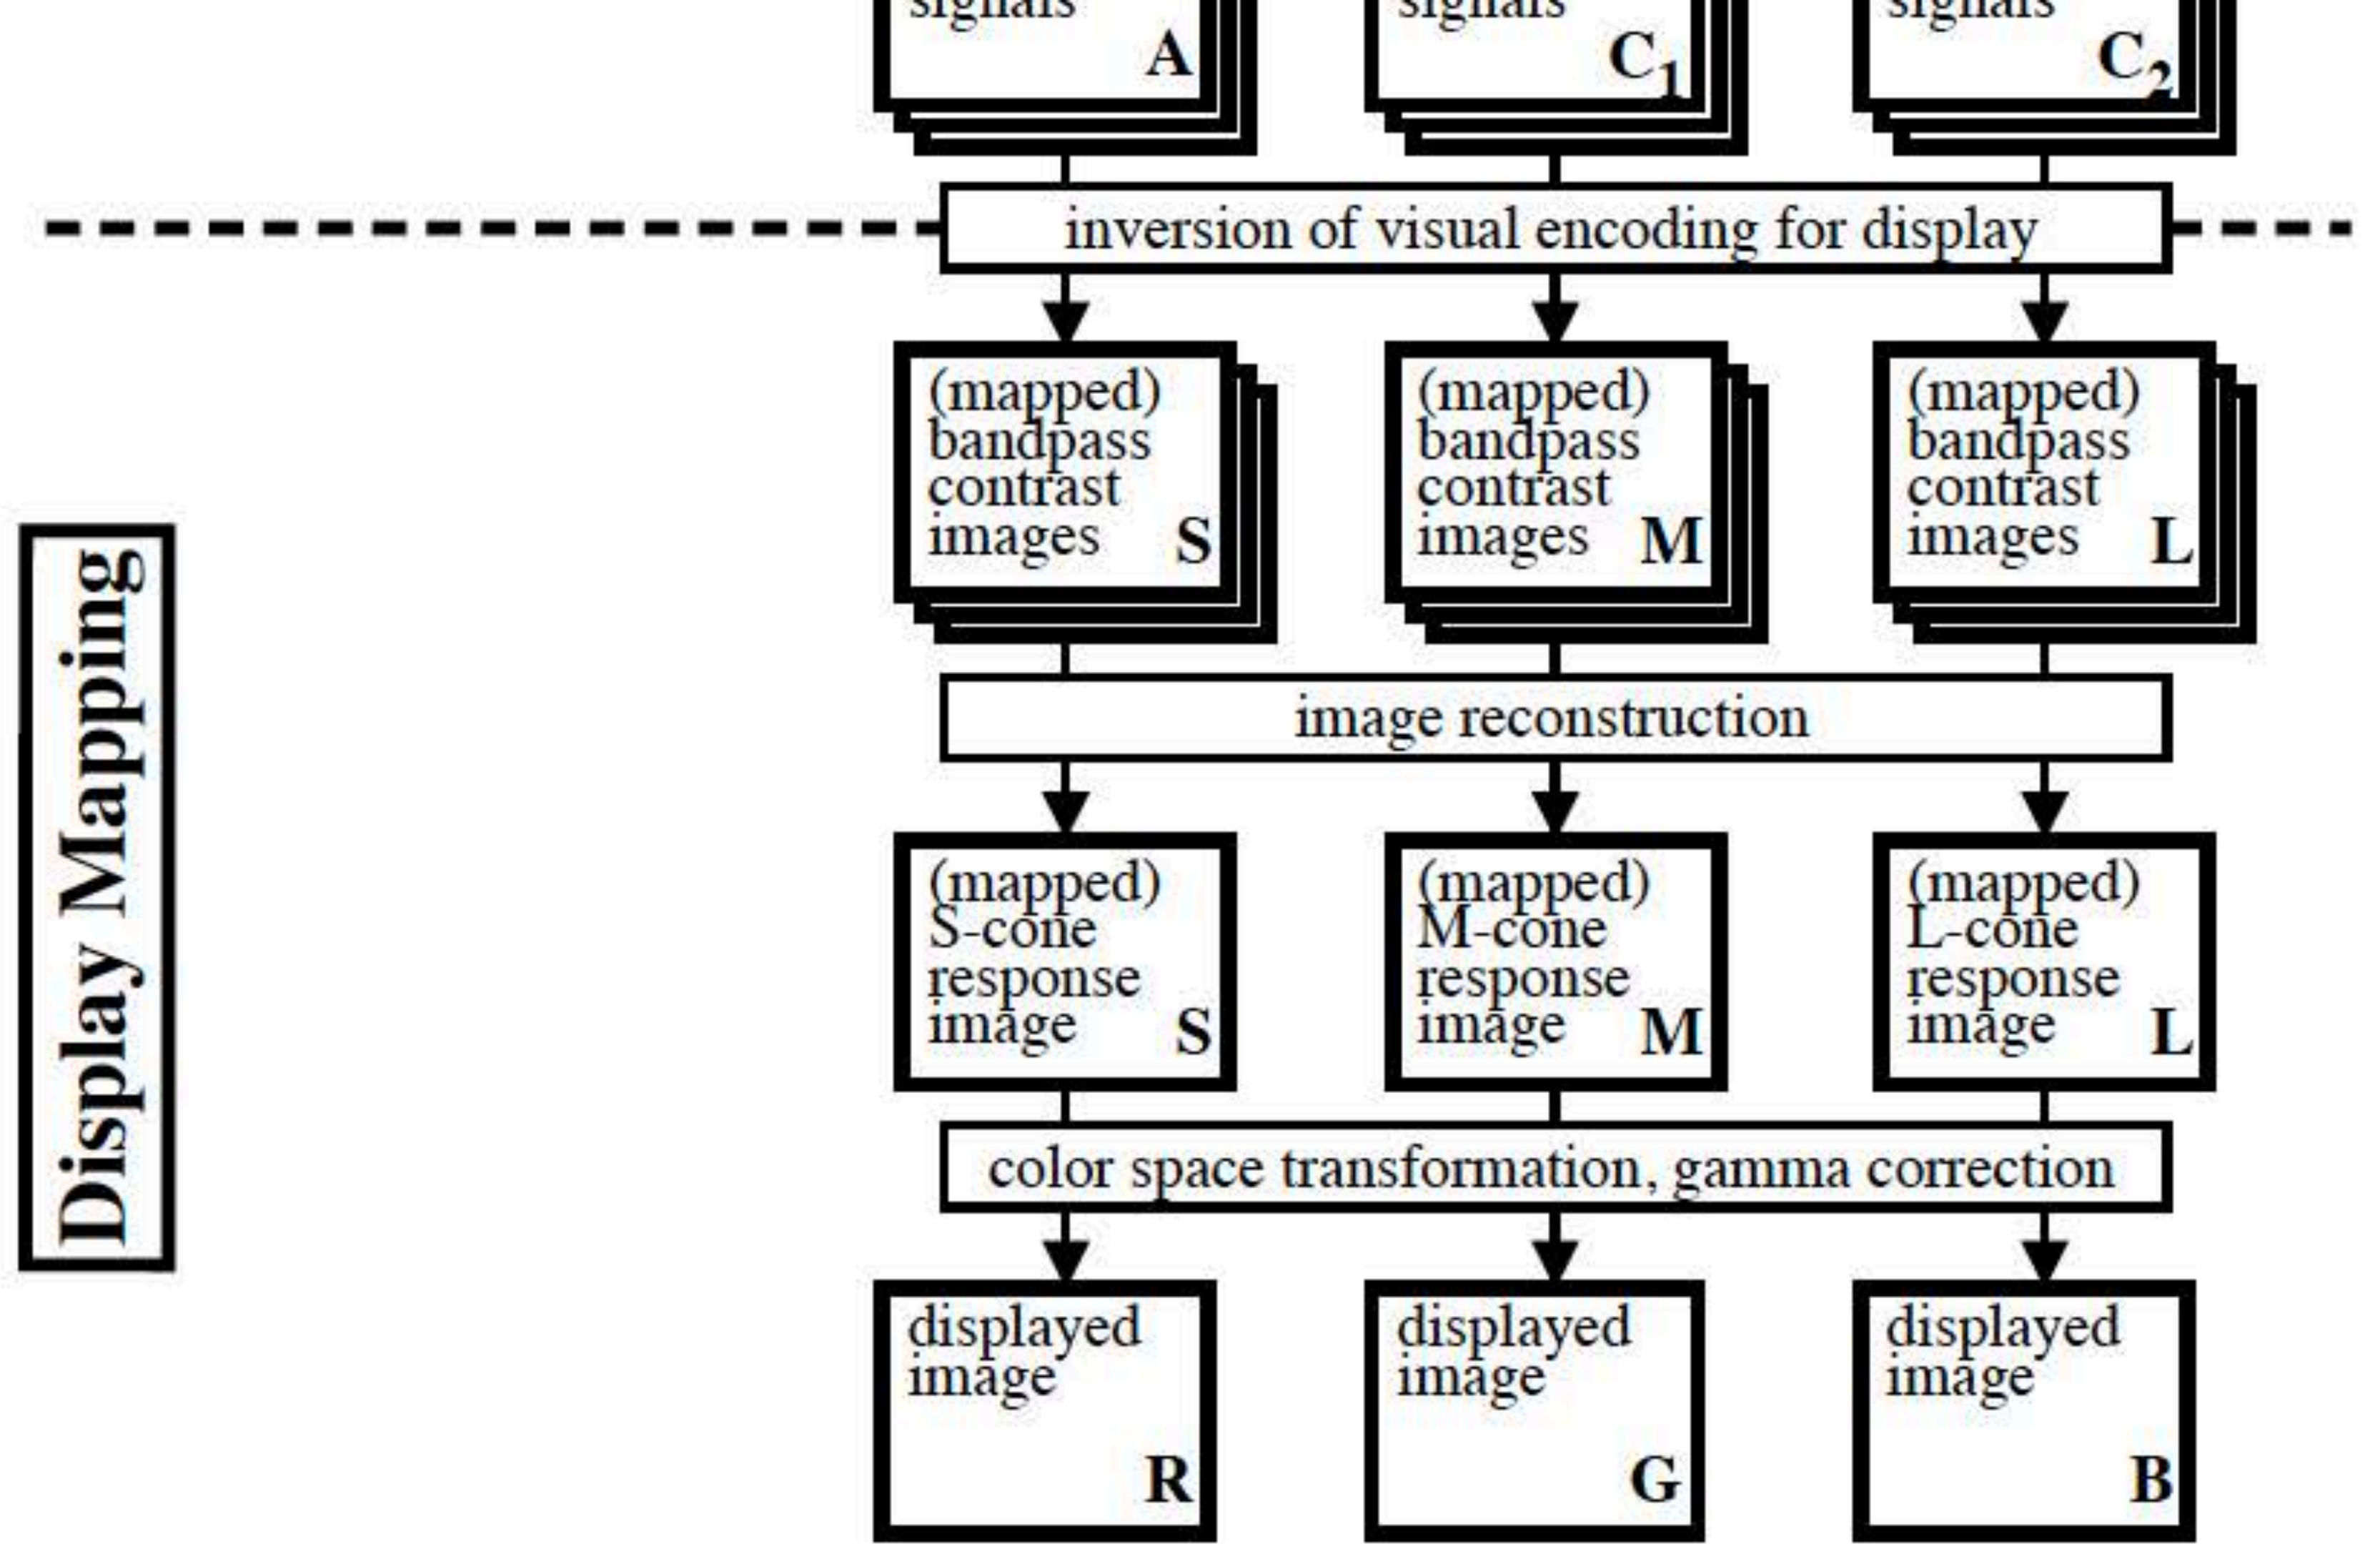 signals signals signals
A C1 C2
inversion of visual encoding for display
(mapped) (mapped) (mapped)
bandpass bandpass bandpass
contrast contrast contrast
images S images M images L
Display Mapping
image reconstruction
(mapped) (mapped) (mapped)
S-cone M-cone L-cone
response response response
image S image M image L
color space transformation, gamma correction
displayed displayed displayed
image image image
R G B